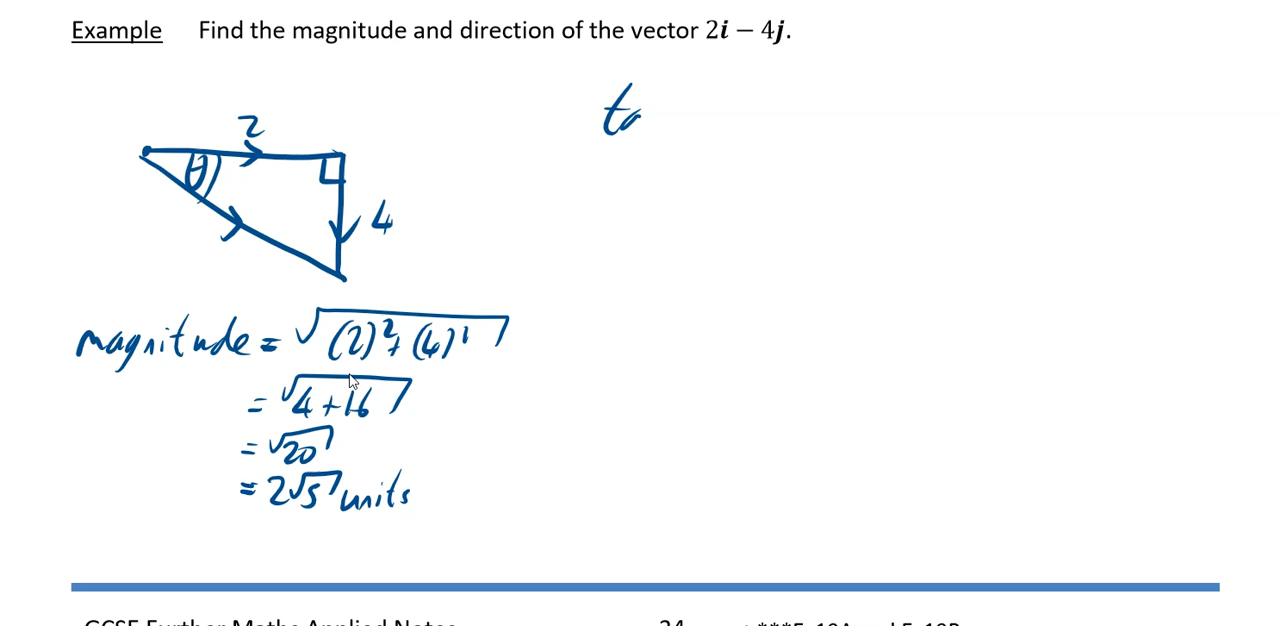 Example Find the magnitude and direction of the vector 2i − 4j.
ta
2
θ
4
magnitude = √(2)² + (4)²
= √4 + 16
= √20
= 2√5 units
24